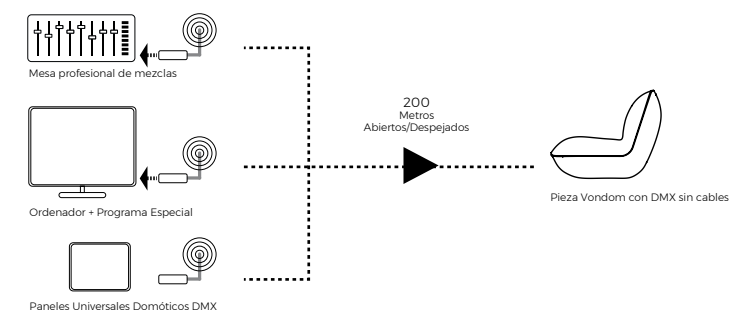 Mesa profesional de mezclas
200
Metros
Abiertos/Despejados
Ordenador + Programa Especial
Pieza Vondom con DMX sin cables
Paneles Universales Domóticos DMX